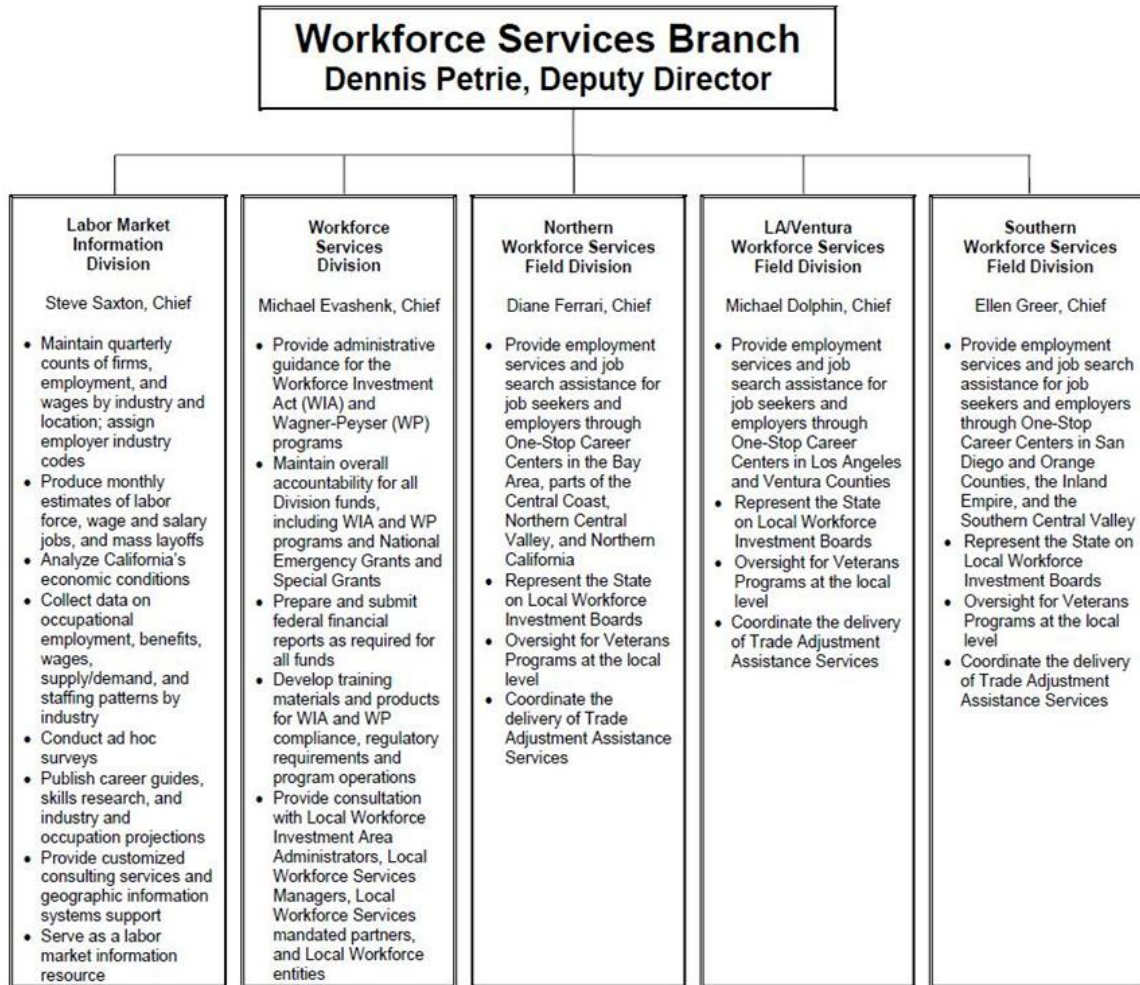 Workforce Services Branch
Dennis Petrie, Deputy Director
Labor Market
Information
Division
Steve Saxton, Chief
• Maintain quarterly
counts of firms,
employment, and
wages by industry and
location; assign
employer industry
codes
• Produce monthly
estimates of labor
force, wage and salary
jobs, and mass layoffs
• Analyze California's
economic conditions
• Collect data on
occupational
employment, benefits,
wages,
supply/demand, and
staffing patterns by
industry
• Conduct ad hoc
surveys
• Publish career guides,
skills research, and
industry and
occupation projections
• Provide customized
consulting services and
geographic information
systems support
• Serve as a labor
market information
resource
Workforce
Services
Division
Michael Evashenk, Chief
• Provide administrative
guidance for the
Workforce Investment
Act (WIA) and
Wagner-Peyser (WP)
programs
• Maintain overall
accountability for all
Division funds,
including WIA and WP
programs and National
Emergency Grants and
Special Grants
• Prepare and submit
federal financial
reports as required for
all funds
• Develop training
materials and products
for WIA and WP
compliance, regulatory
requirements and
program operations
• Provide consultation
with Local Workforce
Investment Area
Administrators, Local
Workforce Services
Managers, Local
Workforce Services
mandated partners,
and Local Workforce
entities
Northern
Workforce Services
Field Division
Diane Ferrari, Chief
• Provide employment
services and job
search assistance for
job seekers and
employers through
One-Stop Career
Centers in the Bay
Area, parts of the
Central Coast,
Northern Central
Valley, and Northern
California
• Represent the State
on Local Workforce
Investment Boards
• Oversight for Veterans
Programs at the local
level
• Coordinate the
delivery of Trade
Adjustment Assistance
Services
LA/Ventura
Workforce Services
Field Division
Michael Dolphin, Chief
• Provide employment
services and job
search assistance for
job seekers and
employers through
One-Stop Career
Centers in Los Angeles
and Ventura Counties
• Represent the State
on Local Workforce
Investment Boards
• Oversight for Veterans
Programs at the local
level
• Coordinate the delivery
of Trade Adjustment
Assistance Services
Southern
Workforce Services
Field Division
Ellen Greer, Chief
• Provide employment
services and job search
assistance for job
seekers and employers
through One-Stop
Career Centers in San
Diego and Orange
Counties, the Inland
Empire, and the
Southern Central Valley
• Represent the State on
Local Workforce
Investment Boards
• Oversight for Veterans
Programs at the local
level
• Coordinate the delivery
of Trade Adjustment
Assistance Services